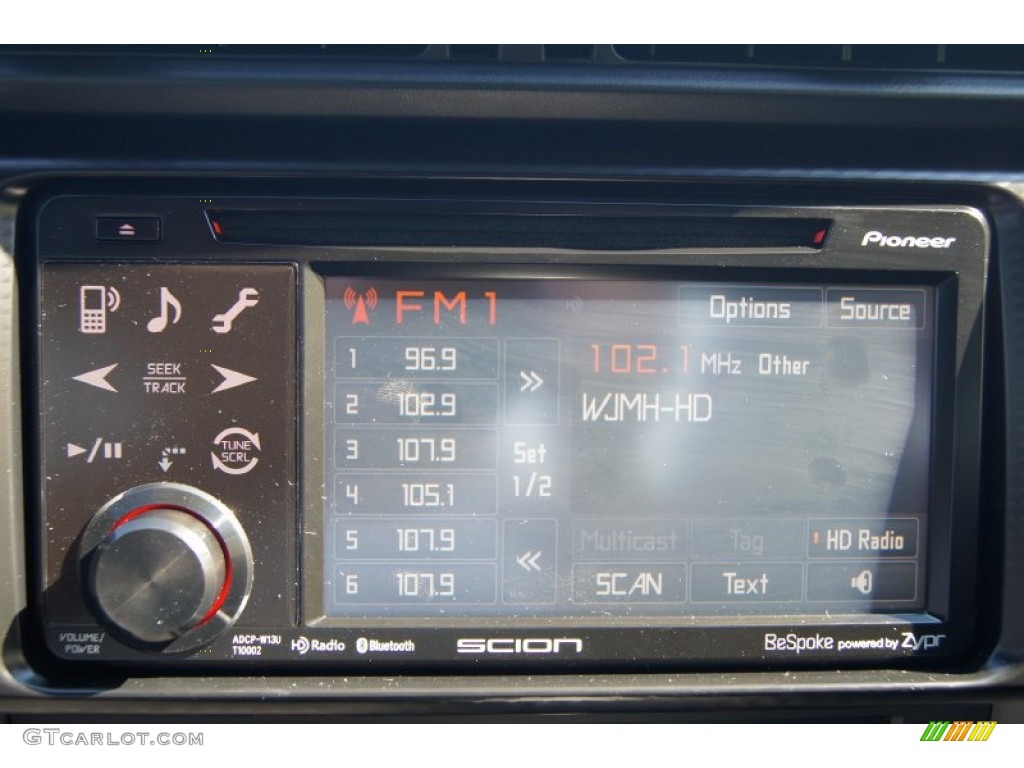 Pioneer
FM1
Options
Source
SEEK
TRACK
TUNE
SCRL
1 96.9
2 102.9
3 107.9
4 105.1
5 107.9
6 107.9
Set
1/2
102.1 MHz Other
WJMH-HD
Multicast
Tag
HD Radio
SCAN
Text
VOLUME/
POWER
ADCP-W13U
T10002
HD Radio
Bluetooth
SCION
BeSpoke powered by Zypr
GTCARLOT.COM